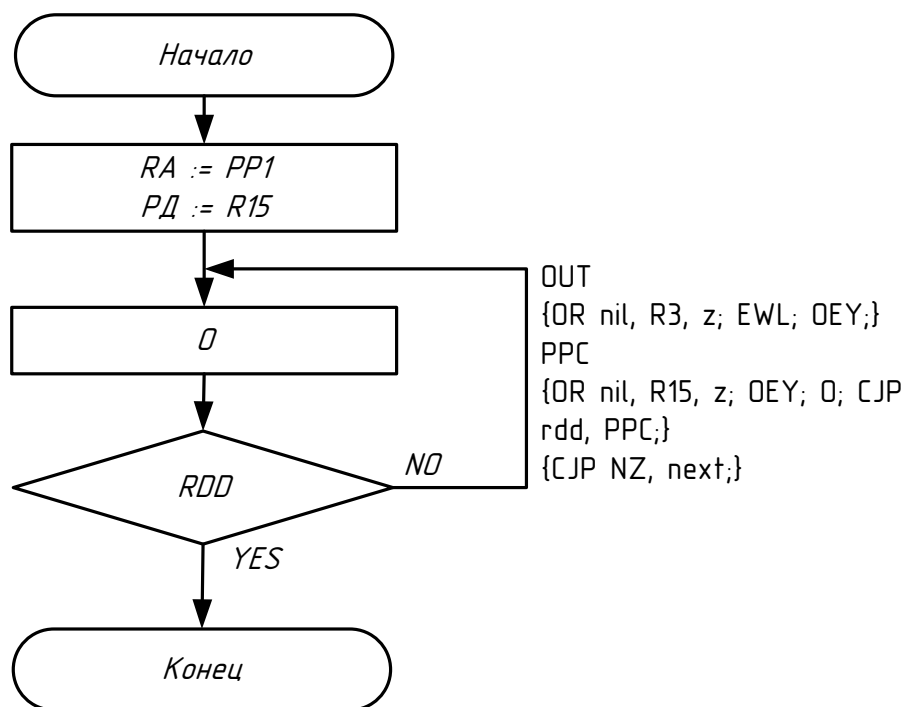 Начало
RA := PP1
РД := R15
O
RDD
NO
YES
Конец
OUT
{OR nil, R3, z; EWL; OEY;}
PPC
{OR nil, R15, z; OEY; O; CJP
rdd, PPC;}
{CJP NZ, next;}